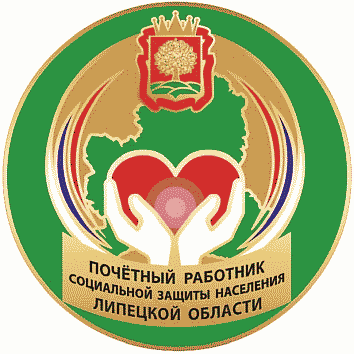 ПОЧЁТНЫЙ РАБОТНИК
СОЦИАЛЬНОЙ ЗАЩИТЫ НАСЕЛЕНИЯ
ЛИПЕЦКОЙ ОБЛАСТИ